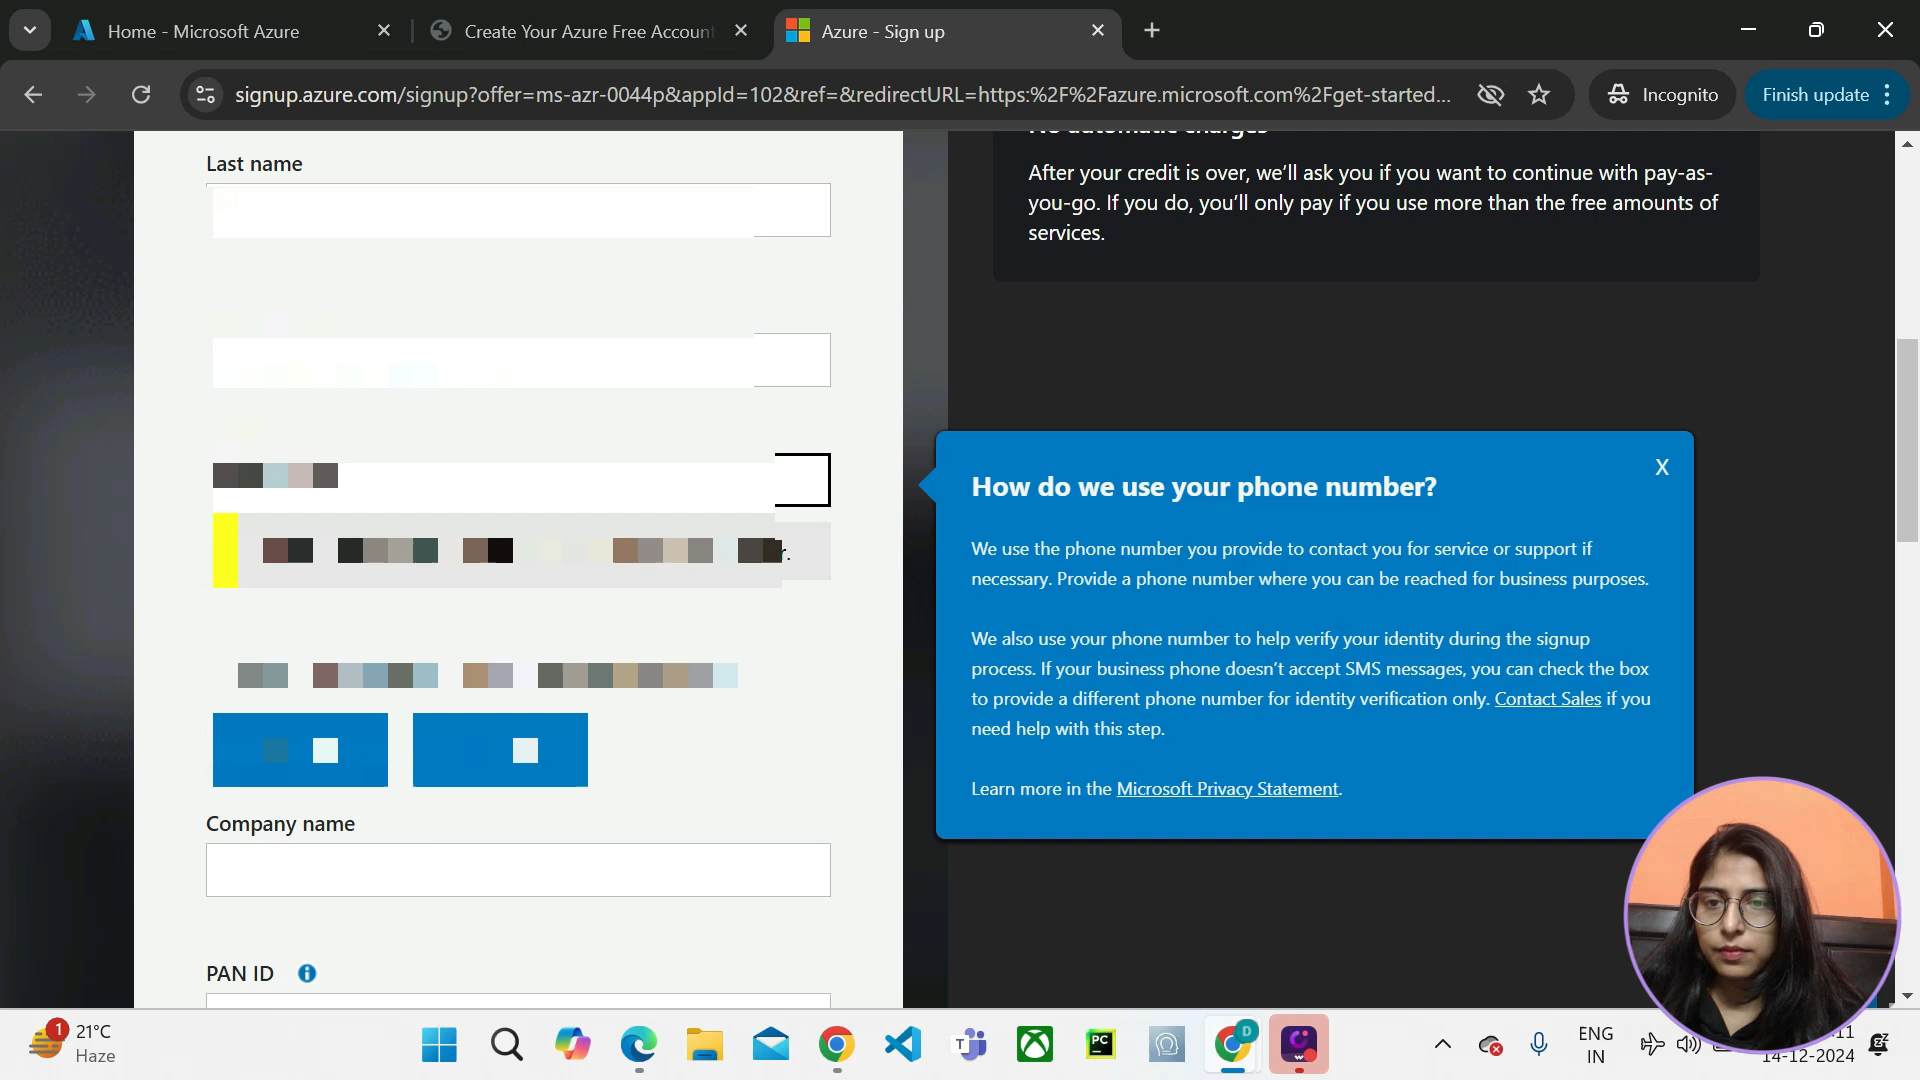 Home - Microsoft Azure
Create Your Azure Free Account
Azure - Sign up
signup.azure.com/signup?offer=ms-azr-0044p&appId=102&ref=&redirectURL=https:%2F%2Fazure.microsoft.com%2Fget-started...
Incognito
Finish update
Last name
No automatic charges
After your credit is over, we'll ask you if you want to continue with pay-as-
you-go. If you do, you'll only pay if you use more than the free amounts of
services.
X
How do we use your phone number?
We use the phone number you provide to contact you for service or support if
necessary. Provide a phone number where you can be reached for business purposes.
We also use your phone number to help verify your identity during the signup
process. If your business phone doesn't accept SMS messages, you can check the box
to provide a different phone number for identity verification only. Contact Sales if you
need help with this step.
Learn more in the Microsoft Privacy Statement.
Company name
PAN ID
1
21°C
Haze
ENG
IN
14-12-2024